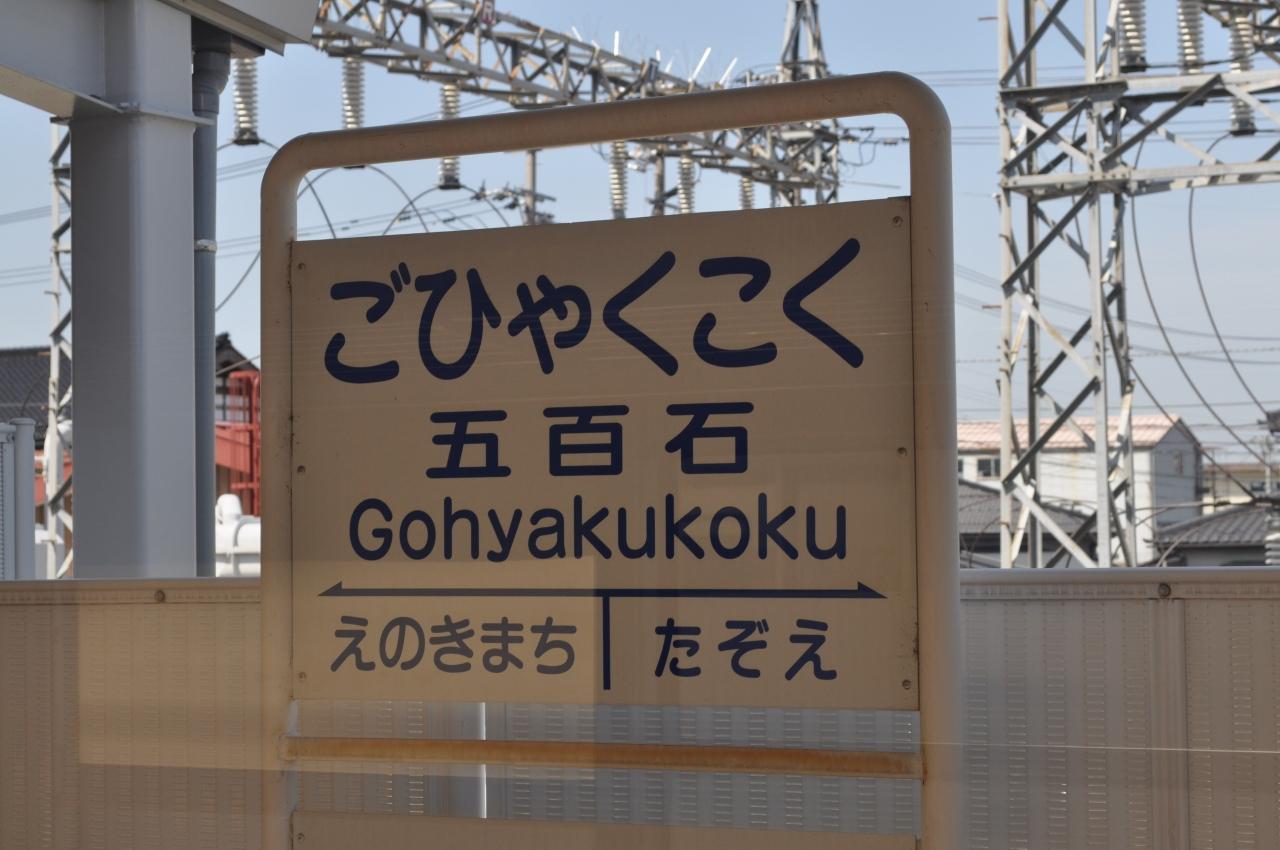 ごひゃくこく
五百石
Gohyakukoku
えのきまち たぞえ